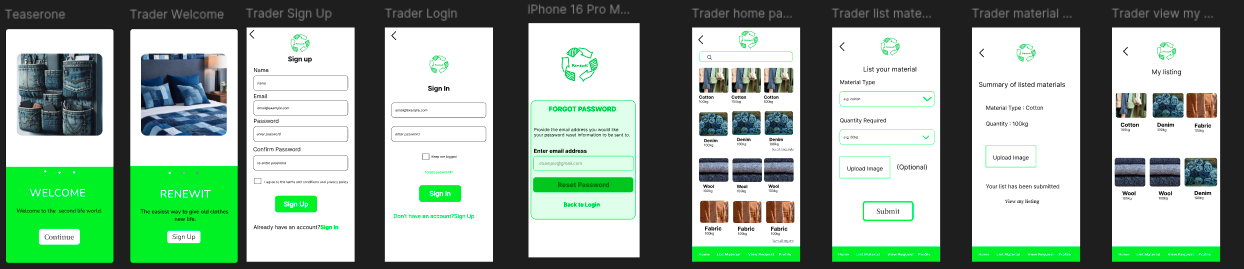 Teaserone
WELCOME
Welcome to the second life world.
Continue
Trader Welcome
RENEWIT
The easiest way to give old clothes
new life.
Sign Up
Trader Sign Up
Sign up
Name
name
Email
email@example.com
Password
enter password
Confirm Password
re-enter password
I agree to the terms and conditions and privacy policy
Sign Up
Already have an account?Sign in
Trader Login
Sign In
email@example.com
enter password
Keep me logged
Forgot password?
Sign in
Don't have an account?Sign Up
iPhone 16 Pro M...
Renewit
FORGOT PASSWORD
Provide the email address you would like
your password reset information to be sent to.
Enter email address
example@gmail.com
Reset Password
Back to Login
Trader home pa...
Cotton Cotton Cotton
100kg 100kg 100kg
Denim Denim Denim
100kg 100kg 100kg
Wool Wool Wool
100kg 100kg 100kg
Fabric Fabric Fabric
100kg 100kg 100kg
Home List Material View Request Profile
Trader list mate...
List your material
Material Type
e.g. cotton
Quantity Required
e.g. 50kg
Upload Image (Optional)
Submit
Home List Material View Request Profile
Trader material ...
Summary of listed materials
Material Type : Cotton
Quantity : 100kg
Upload Image
Your list has been submitted
View my listing
Home List Material View Request Profile
Trader view my ...
My listing
Cotton Denim Fabric
100kg 100kg 100kg
Wool Wool Denim
100kg 100kg 100kg
Home List Material View Request Profile